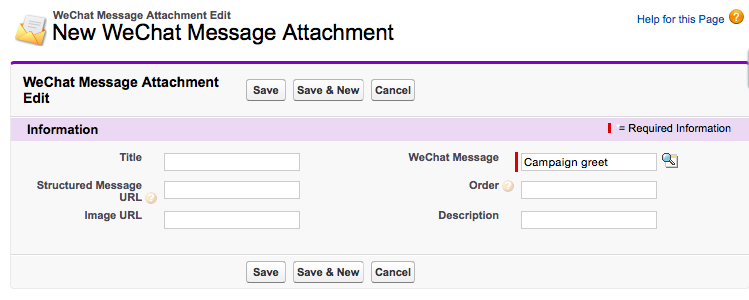 WeChat Message Attachment Edit
New WeChat Message Attachment
Help for this Page ?
WeChat Message Attachment
Edit
Save Save & New Cancel
Information
= Required Information
Title
WeChat Message Campaign greet
Structured Message
URL ?
Order ?
Image URL
Description
Save Save & New Cancel